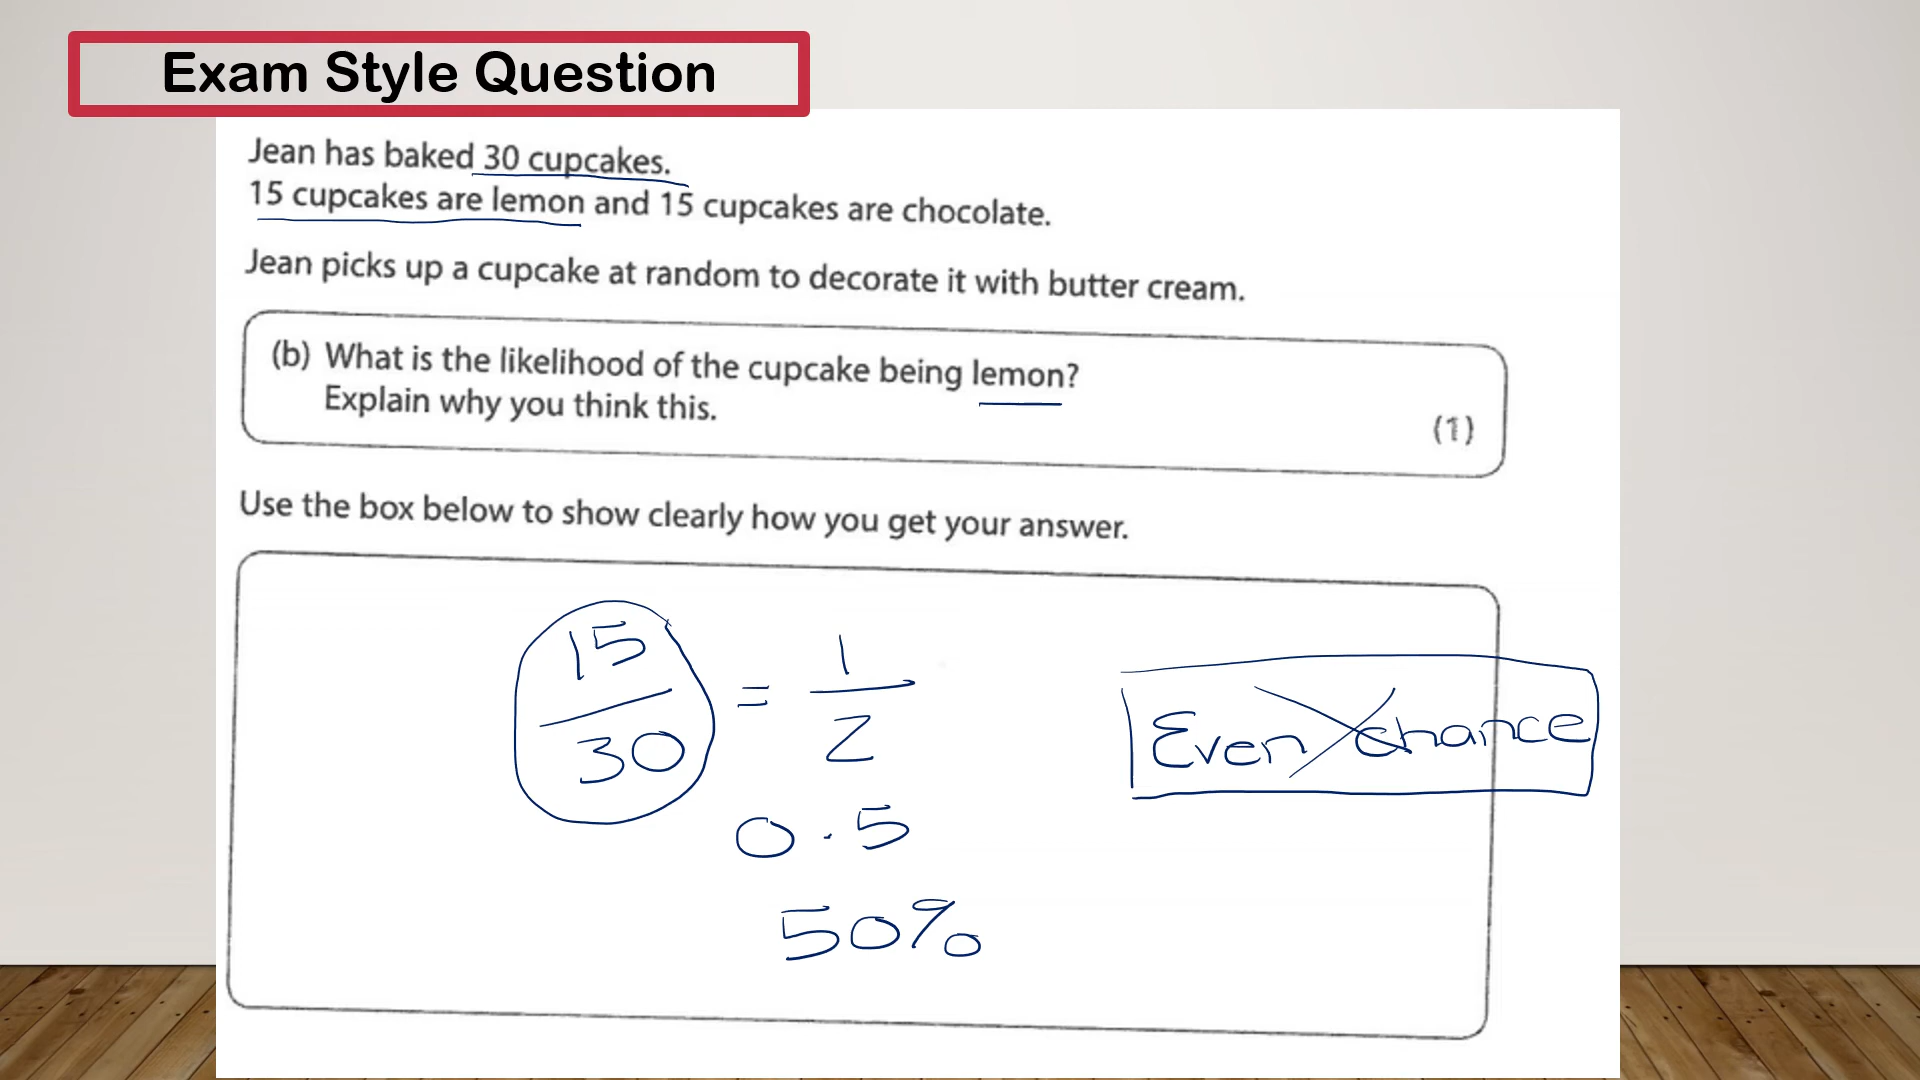 Exam Style Question
Jean has baked 30 cupcakes.
15 cupcakes are lemon and 15 cupcakes are chocolate.
Jean picks up a cupcake at random to decorate it with butter cream.
(b) What is the likelihood of the cupcake being lemon?
Explain why you think this.
(1)
Use the box below to show clearly how you get your answer.
15/30 = 1/2
Even chance
0.5
50%